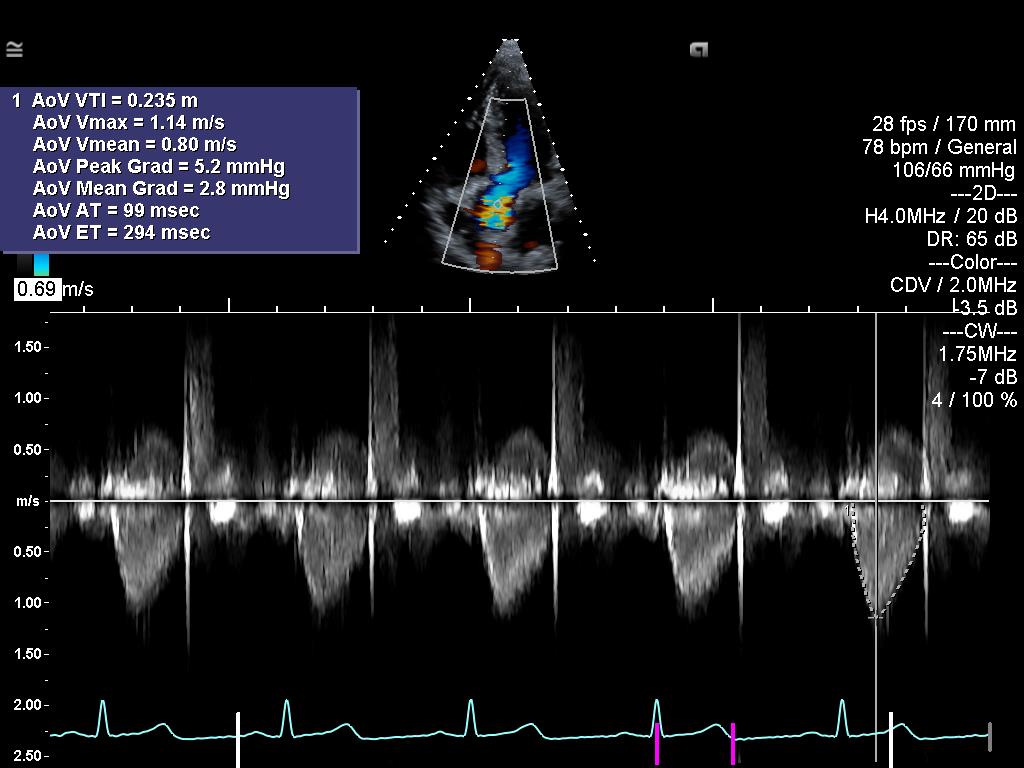 1 AoV VTI = 0.235 m
AoV Vmax = 1.14 m/s
AoV Vmean = 0.80 m/s
AoV Peak Grad = 5.2 mmHg
AoV Mean Grad = 2.8 mmHg
AoV AT = 99 msec
AoV ET = 294 msec
0.69 m/s
28 fps / 170 mm
78 bpm / General
106/66 mmHg
---2D---
H4.0MHz / 20 dB
DR: 65 dB
---Color---
CDV / 2.0MHz
-3.5 dB
---CW---
1.75MHz
-7 dB
4 / 100 %
1.50
1.00
0.50
m/s
0.50
1.00
1.50
2.00
2.50